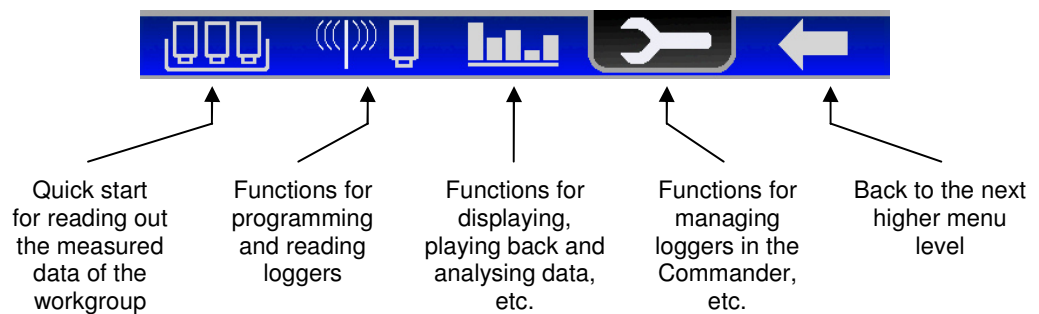 Quick start
for reading out
the measured
data of the
workgroup
Functions for
programming
and reading
loggers
Functions for
displaying,
playing back and
analysing data,
etc.
Functions for
managing
loggers in the
Commander,
etc.
Back to the next
higher menu
level